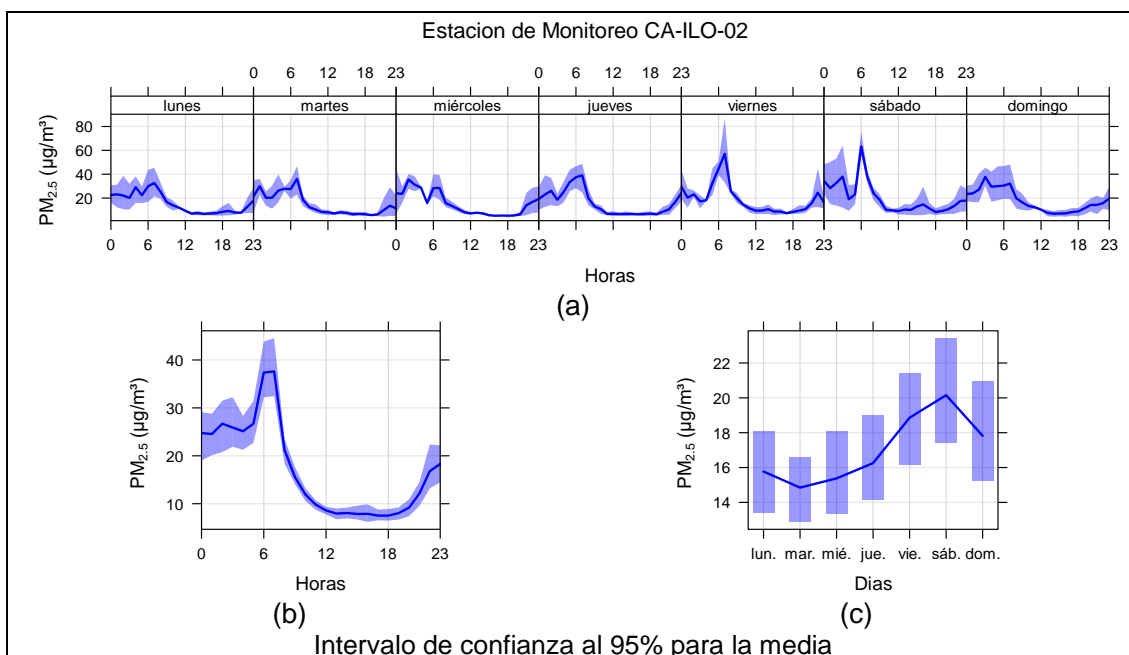 Estacion de Monitoreo CA-ILO-02
0 6 12 18 23 0 6 12 18 23 0 6 12 18 23
lunes martes miércoles jueves viernes sábado domingo
PM2.5 (µg/m³)
80
60
40
20
0 6 12 18 23 0 6 12 18 23 0 6 12 18 23 0 6 12 18 23
Horas
(a)
PM2.5 (µg/m³)
40
30
20
10
0 6 12 18 23
Horas
(b)
PM2.5 (µg/m³)
22
20
18
16
14
lun. mar. mié. jue. vie. sáb. dom.
Dias
(c)
Intervalo de confianza al 95% para la media